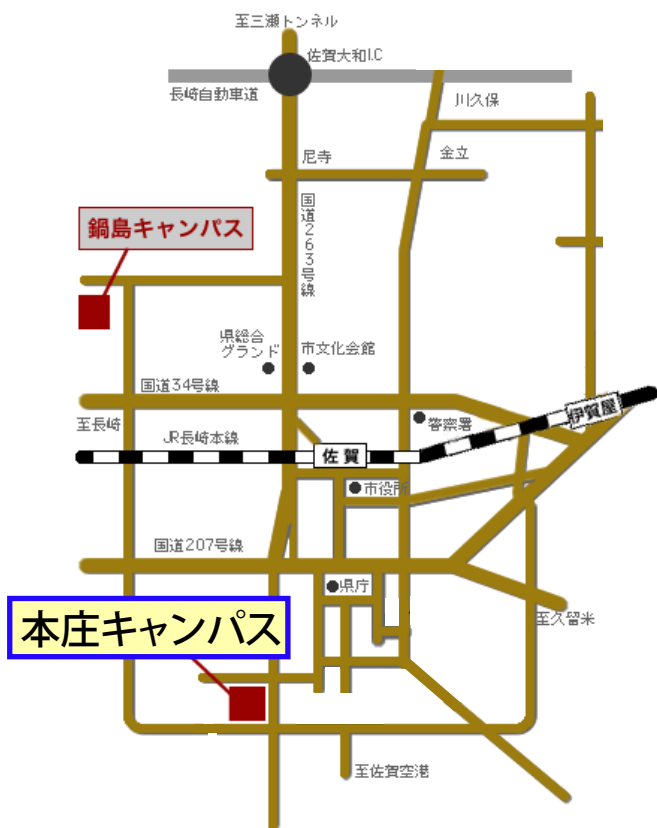 至三瀬トンネル
佐賀大和I.C
長崎自動車道
川久保
尼寺
金立
国道263号線
鍋島キャンパス
県総合
グランド
市文化会館
国道34号線
伊賀屋
至長崎
警察署
JR長崎本線
佐賀
市役所
国道207号線
県庁
至久留米
本庄キャンパス
至佐賀空港